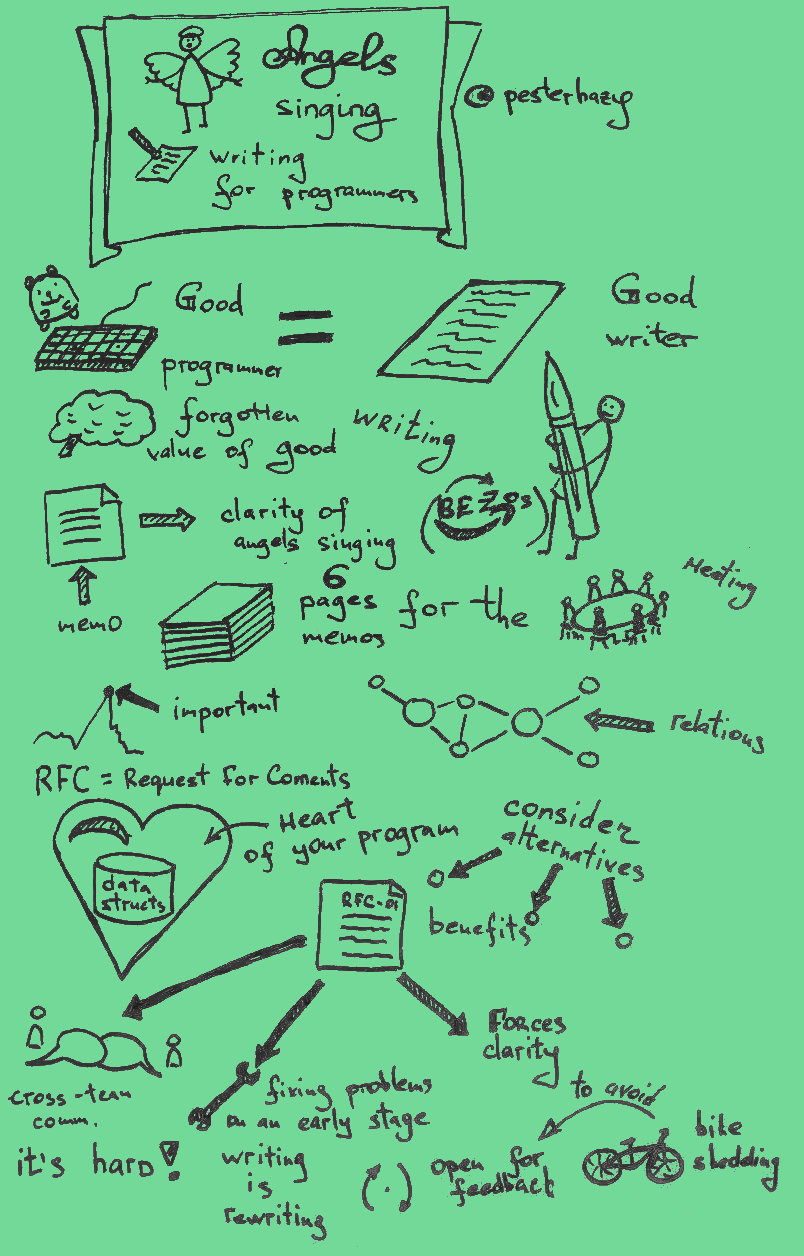 Angels
singing
@pesterhazy
writing
for programmers
Good
programmer
=
Good
writer
forgotten
value of good
writing
clarity of
angels singing
(BEZOS)
memo
6
pages
memos
for the
Meeting
important
relations
RFC = Request for Coments
Heart
of your program
data
structs
consider
alternatives
RFC-01
benefits
Forces
clarity
cross-team
comm.
fixing problems
on an early stage
to avoid
bike
shedding
it's hard!
writing
is
rewriting
open for
feedback